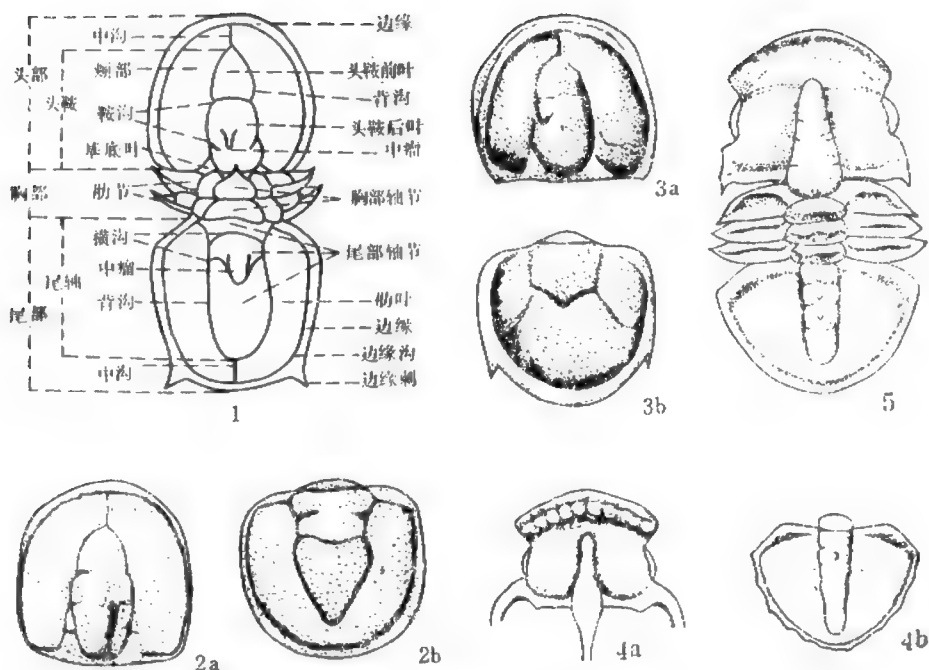 边缘
中沟
颊部
头鞍前叶
头部
头鞍
背沟
鞍沟
头鞍后叶
基底叶
中瘤
胸部
肋节
胸部轴节
横沟
尾部轴节
中瘤
尾轴
背沟
肋叶
尾部
边缘
边缘沟
中沟
边缘刺
1
3a
3b
5
2a
2b
4a
4b